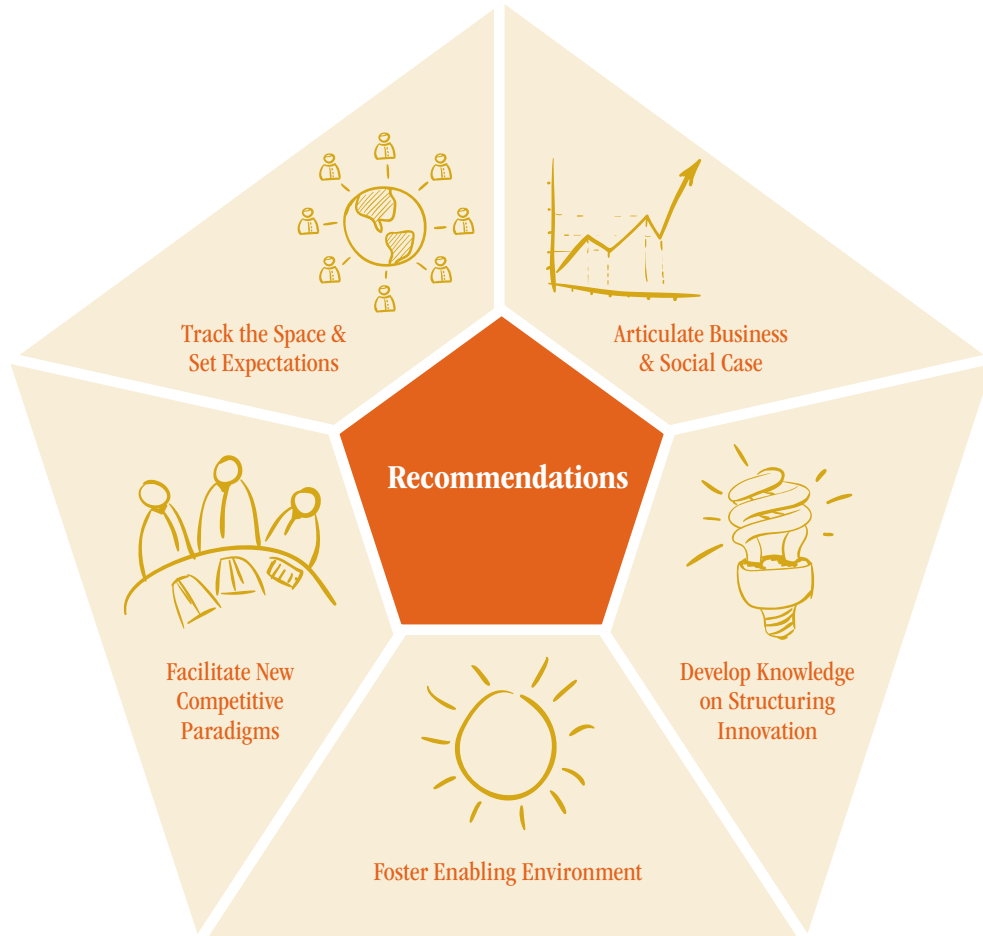 Track the Space &
Set Expectations
Articulate Business
& Social Case
Recommendations
Facilitate New
Competitive
Paradigms
Develop Knowledge
on Structuring
Innovation
Foster Enabling Environment